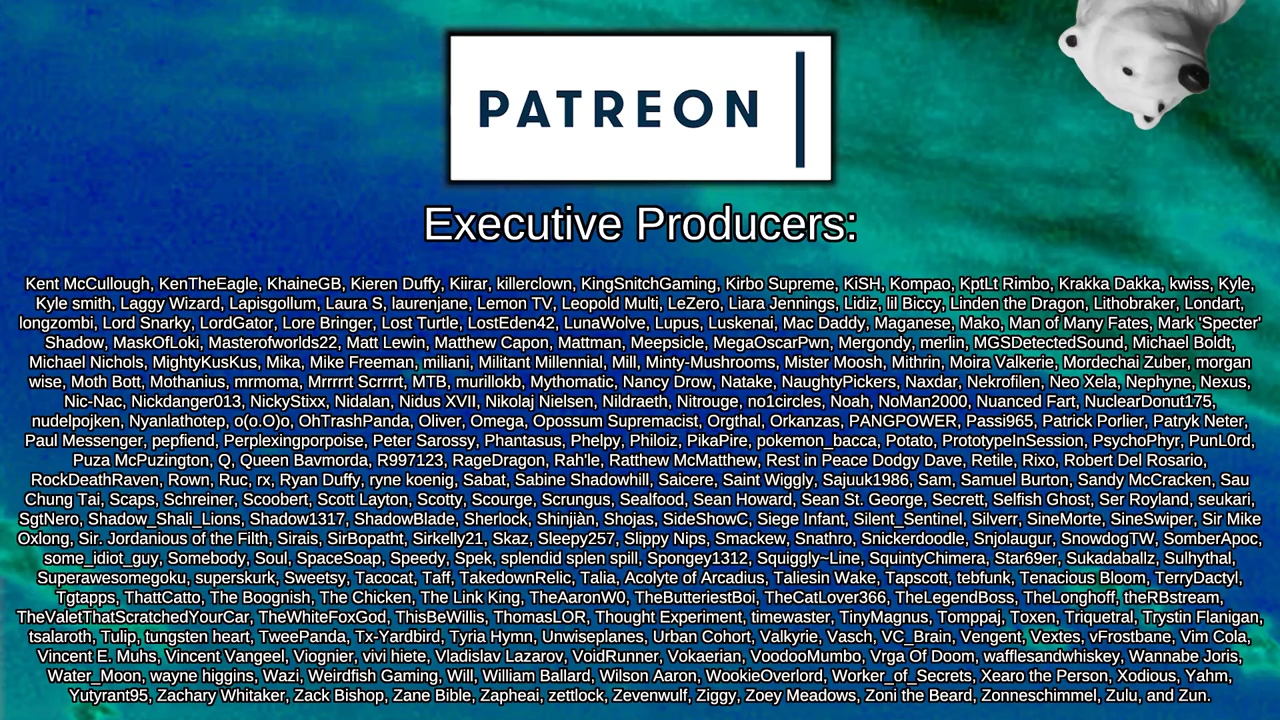 PATREON
Executive Producers:
Kent McCullough, KenTheEagle, KhaineGB, Kieren Duffy, Kiirar, killerclown, KingSnitchGaming, Kirbo Supreme, KiSH, Kompao, KptLt Rimbo, Krakka Dakka, kwiss, Kyle,
Kyle smith, Laggy Wizard, Lapisgollum, Laura S, laurenjane, Lemon TV, Leopold Multi, LeZero, Liara Jennings, Lidiz, lil Biccy, Linden the Dragon, Lithobraker, Londart,
longzombi, Lord Snarky, LordGator, Lore Bringer, Lost Turtle, LostEden42, LunaWolve, Lupus, Luskenai, Mac Daddy, Maganese, Mako, Man of Many Fates, Mark 'Specter'
Shadow, MaskOfLoki, Masterofworlds22, Matt Lewin, Matthew Capon, Mattman, Meepsicle, MegaOscarPwn, Mergondy, merlin, MGSDetectedSound, Michael Boldt,
Michael Nichols, MightyKusKus, Mika, Mike Freeman, miliani, Militant Millennial, Mill, Minty-Mushrooms, Mister Moosh, Mithrin, Moira Valkerie, Mordechai Zuber, morgan
wise, Moth Bott, Mothanius, mrmoma, Mrrrrrt Scrrrrt, MTB, murillokb, Mythomatic, Nancy Drow, Natake, NaughtyPickers, Naxdar, Nekrofilen, Neo Xela, Nephyne, Nexus,
Nic-Nac, Nickdanger013, NickyStixx, Nidalan, Nidus XVII, Nikolaj Nielsen, Nildraeth, Nitrouge, no1circles, Noah, NoMan2000, Nuanced Fart, NuclearDonut175,
nudelpojken, Nyanlathotep, o(o.O)o, OhTrashPanda, Oliver, Omega, Opossum Supremacist, Orgthal, Orkanzas, PANGPOWER, Passi965, Patrick Porlier, Patryk Neter,
Paul Messenger, pepfiend, Perplexingporpoise, Peter Sarossy, Phantasus, Phelpy, Philoiz, PikaPire, pokemon_bacca, Potato, PrototypeInSession, PsychoPhyr, PunL0rd,
Puza McPuzington, Q, Queen Bavmorda, R997123, RageDragon, Rah'le, Ratthew McMatthew, Rest in Peace Dodgy Dave, Retile, Rixo, Robert Del Rosario,
RockDeathRaven, Rown, Ruc, rx, Ryan Duffy, ryne koenig, Sabat, Sabine Shadowhill, Saicere, Saint Wiggly, Sajuuk1986, Sam, Samuel Burton, Sandy McCracken, Sau
Chung Tai, Scaps, Schreiner, Scoobert, Scott Layton, Scotty, Scourge, Scrungus, Sealfood, Sean Howard, Sean St. George, Secrett, Selfish Ghost, Ser Royland, seukari,
SgtNero, Shadow_Shali_Lions, Shadow1317, ShadowBlade, Sherlock, Shinjiàn, Shojas, SideShowC, Siege Infant, Silent_Sentinel, Silverr, SineMorte, SineSwiper, Sir Mike
Oxlong, Sir. Jordanious of the Filth, Sirais, SirBopatht, Sirkelly21, Skaz, Sleepy257, Slippy Nips, Smackew, Snathro, Snickerdoodle, Snjolaugur, SnowdogTW, SomberApoc,
some_idiot_guy, Somebody, Soul, SpaceSoap, Speedy, Spek, splendid splen spill, Spongey1312, Squiggly~Line, SquintyChimera, Star69er, Sukadaballz, Sulhythal,
Superawesomegoku, superskurk, Sweetsy, Tacocat, Taff, TakedownRelic, Talia, Acolyte of Arcadius, Taliesin Wake, Tapscott, tebfunk, Tenacious Bloom, TerryDactyl,
Tgtapps, ThattCatto, The Boognish, The Chicken, The Link King, TheAaronW0, TheButteriestBoi, TheCatLover366, TheLegendBoss, TheLonghoff, theRBstream,
TheValetThatScratchedYourCar, TheWhiteFoxGod, ThisBeWillis, ThomasLOR, Thought Experiment, timewaster, TinyMagnus, Tomppaj, Toxen, Triquetral, Trystin Flanigan,
tsalaroth, Tulip, tungsten heart, TweePanda, Tx-Yardbird, Tyria Hymn, Unwiseplanes, Urban Cohort, Valkyrie, Vasch, VC_Brain, Vengent, Vextes, vFrostbane, Vim Cola,
Vincent E. Muhs, Vincent Vangeel, Viognier, vivi hiete, Vladislav Lazarov, VoidRunner, Vokaerian, VoodooMumbo, Vrga Of Doom, wafflesandwhiskey, Wannabe Joris,
Water_Moon, wayne higgins, Wazi, Weirdfish Gaming, Will, William Ballard, Wilson Aaron, WookieOverlord, Worker_of_Secrets, Xearo the Person, Xodious, Yahm,
Yutyrant95, Zachary Whitaker, Zack Bishop, Zane Bible, Zapheai, zettlock, Zevenwulf, Ziggy, Zoey Meadows, Zoni the Beard, Zonneschimmel, Zulu, and Zun.